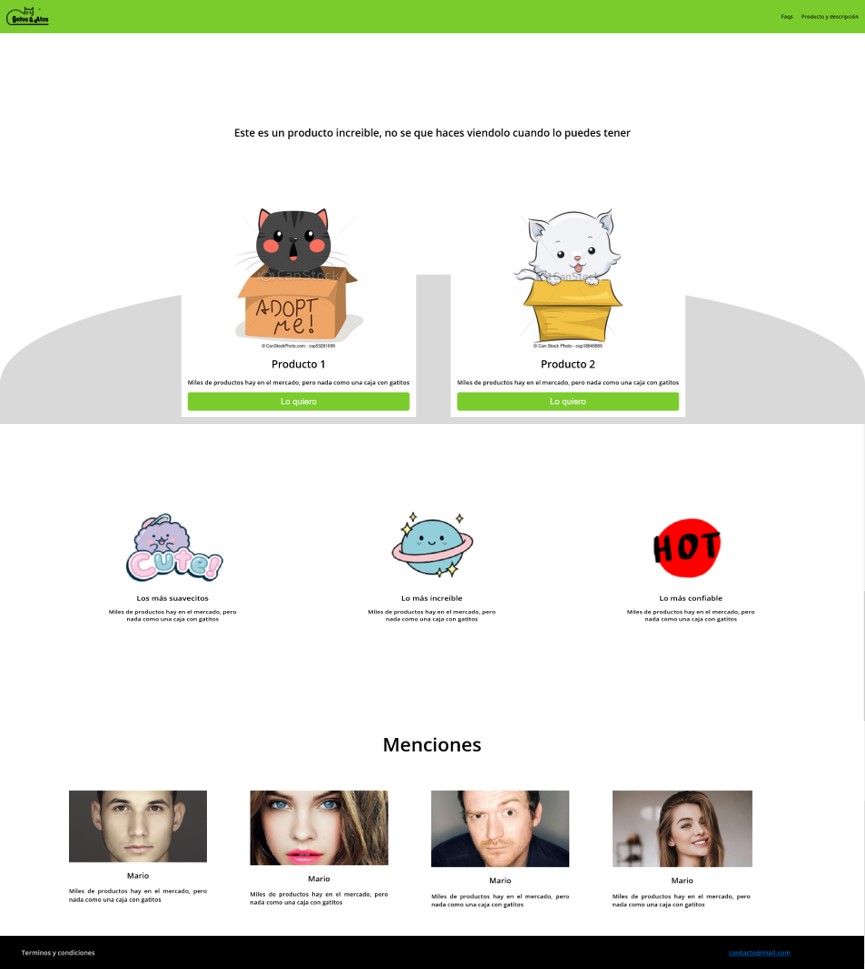 Gatos & gatos
Faqs Producto y descripción
Este es un producto increible, no se que haces viendolo cuando lo puedes tener
©CanStock
ADOPT
me!
© CanStockPhoto.com - csp53281099
Producto 1
Miles de productos hay en el mercado, pero nada como una caja con gatitos
Lo quiero
©CanStock
© Can Stock Photo
Producto 2
Miles de productos hay en el mercado, pero nada como una caja con gatitos
Lo quiero
Cute!
Los más suavecitos
Miles de productos hay en el mercado, pero
nada como una caja con gatitos
Lo más increíble
Miles de productos hay en el mercado, pero
nada como una caja con gatitos
HOT
Lo más confiable
Miles de productos hay en el mercado, pero
nada como una caja con gatitos
Menciones
Mario
Miles de productos hay en el mercado, pero
nada como una caja con gatitos
Mario
Miles de productos hay en el mercado, pero
nada como una caja con gatitos
Mario
Miles de productos hay en el mercado, pero
nada como una caja con gatitos
Mario
Miles de productos hay en el mercado, pero
nada como una caja con gatitos
Terminos y condiciones
contacto@mail.com